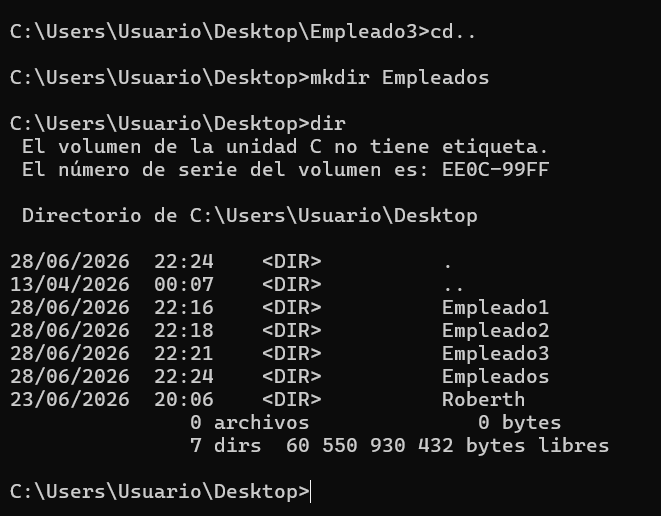 C:\Users\Usuario\Desktop\Empleado3>cd..
C:\Users\Usuario\Desktop>mkdir Empleados
C:\Users\Usuario\Desktop>dir
 El volumen de la unidad C no tiene etiqueta.
 El número de serie del volumen es: EE0C-99FF
 Directorio de C:\Users\Usuario\Desktop
28/06/2026  22:24    <DIR>          .
13/04/2026  00:07    <DIR>          ..
28/06/2026  22:16    <DIR>          Empleado1
28/06/2026  22:18    <DIR>          Empleado2
28/06/2026  22:21    <DIR>          Empleado3
28/06/2026  22:24    <DIR>          Empleados
23/06/2026  20:06    <DIR>          Roberth
               0 archivos              0 bytes
               7 dirs  60 550 930 432 bytes libres
C:\Users\Usuario\Desktop>